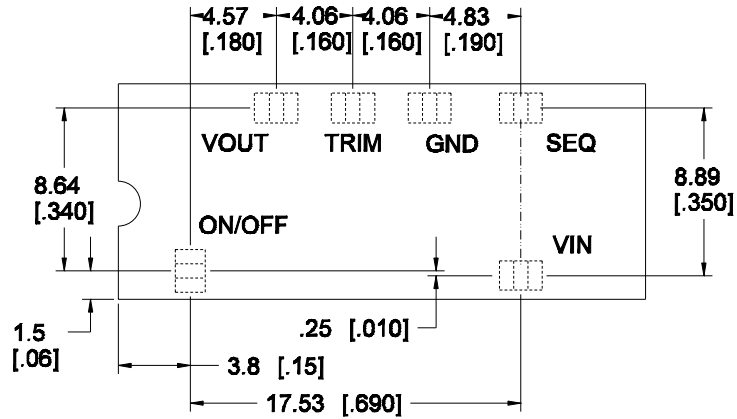 4.57 4.06 4.06 4.83
[.180] [.160] [.160] [.190]
VOUT TRIM GND SEQ
8.64
[.340]
8.89
[.350]
ON/OFF
VIN
.25 [.010]
1.5
[.06]
3.8 [.15]
17.53 [.690]